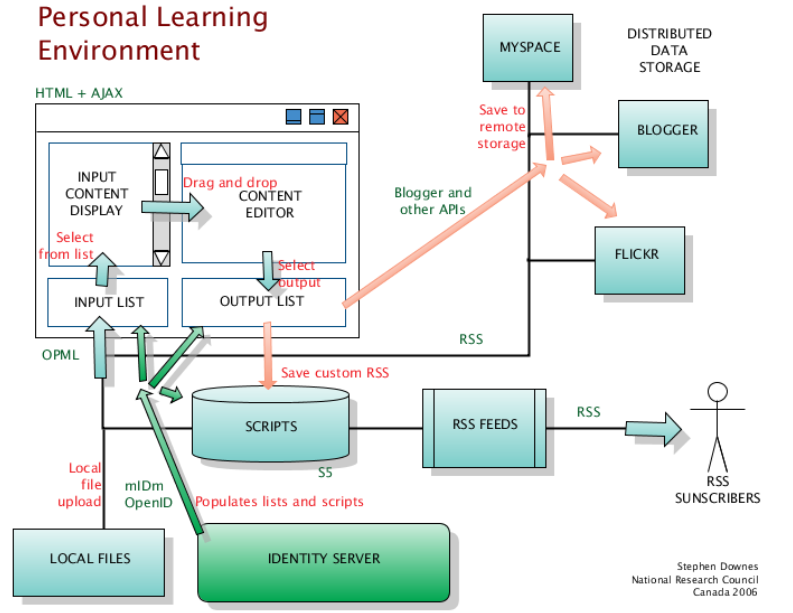 Personal Learning
Environment
HTML + AJAX
MYSPACE
DISTRIBUTED
DATA
STORAGE
Save to
remote
storage
BLOGGER
INPUT
CONTENT
DISPLAY
Drag and drop
CONTENT
EDITOR
Blogger and
other APIs
Select
from list
Select
output
FLICKR
INPUT LIST
OUTPUT LIST
OPML
RSS
Save custom RSS
SCRIPTS
RSS FEEDS
RSS
S5
RSS
SUNSCRIBERS
Local
file
upload
mIDm
OpenID
Populates lists and scripts
LOCAL FILES
IDENTITY SERVER
Stephen Downes
National Research Council
Canada 2006